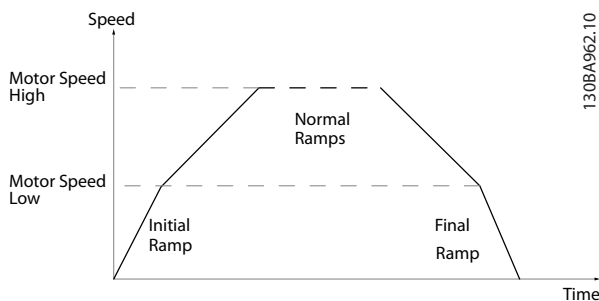 Speed
130BA962.10
Motor Speed
High
Normal
Ramps
Motor Speed
Low
Initial
Ramp
Final
Ramp
Time